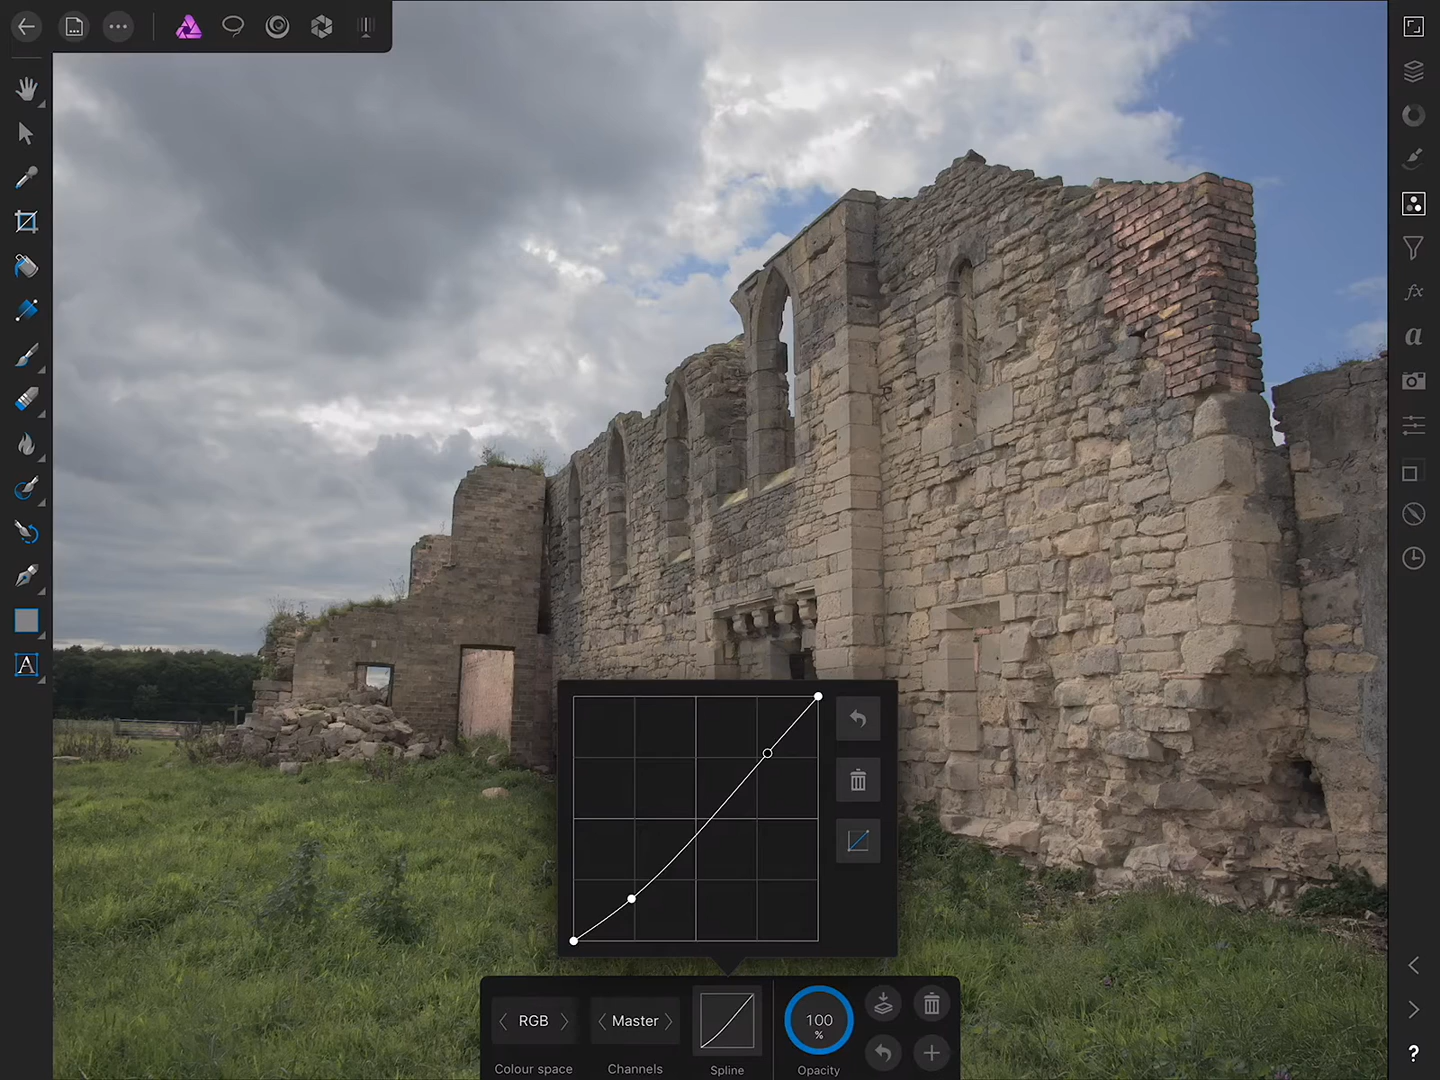 fx
a
A
RGB
Master
100
%
Colour space
Channels
Spline
Opacity
?